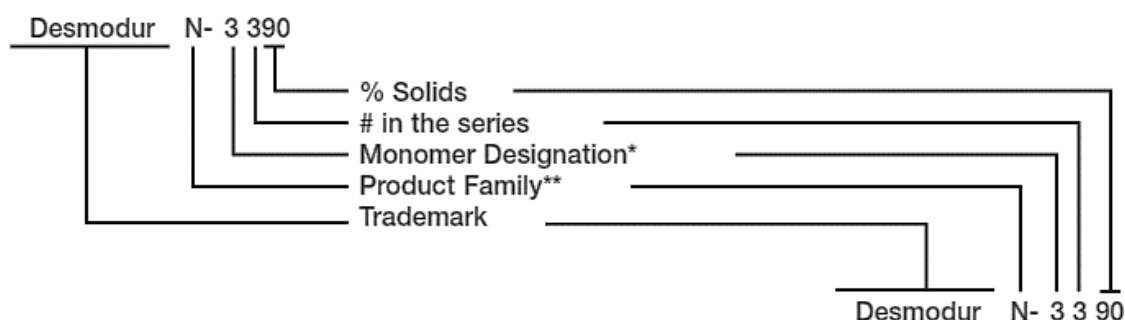 Desmodur N- 3 390
% Solids
# in the series
Monomer Designation*
Product Family**
Trademark
Desmodur N- 3 3 90